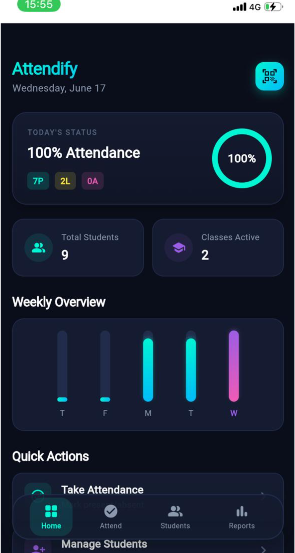 15:55
4G
Attendify
Wednesday, June 17
TODAY'S STATUS
100% Attendance
100%
7P 2L 0A
Total Students
9
Classes Active
2
Weekly Overview
T F M T W
Quick Actions
Take Attendance
Home Attend Students Reports
Manage Students